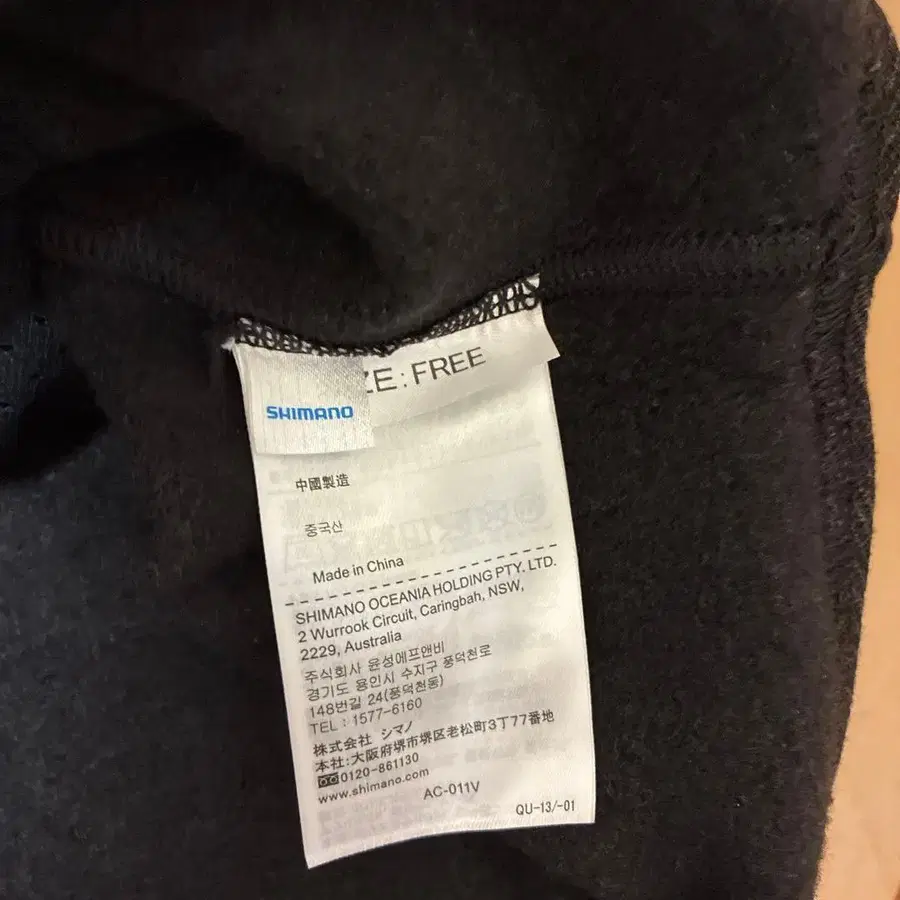 ZE : FREE
SHIMANO
中國製造
중국산
Made in China
SHIMANO OCEANIA HOLDING PTY. LTD.
2 Wurrook Circuit, Caringbah, NSW,
2229, Australia
주식회사 윤성에프앤비
경기도 용인시 수지구 풍덕천로
148번길 24(풍덕천동)
TEL : 1577-6160
株式会社 シマノ
本社:大阪府堺市堺区老松町3丁77番地
0120-861130
www.shimano.com
AC-011V
QU-13/-01